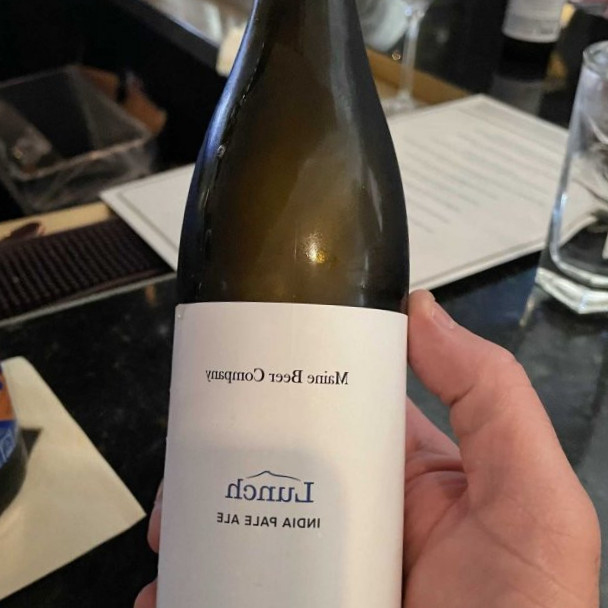 Maine Beer Company
Lunch
INDIA PALE ALE